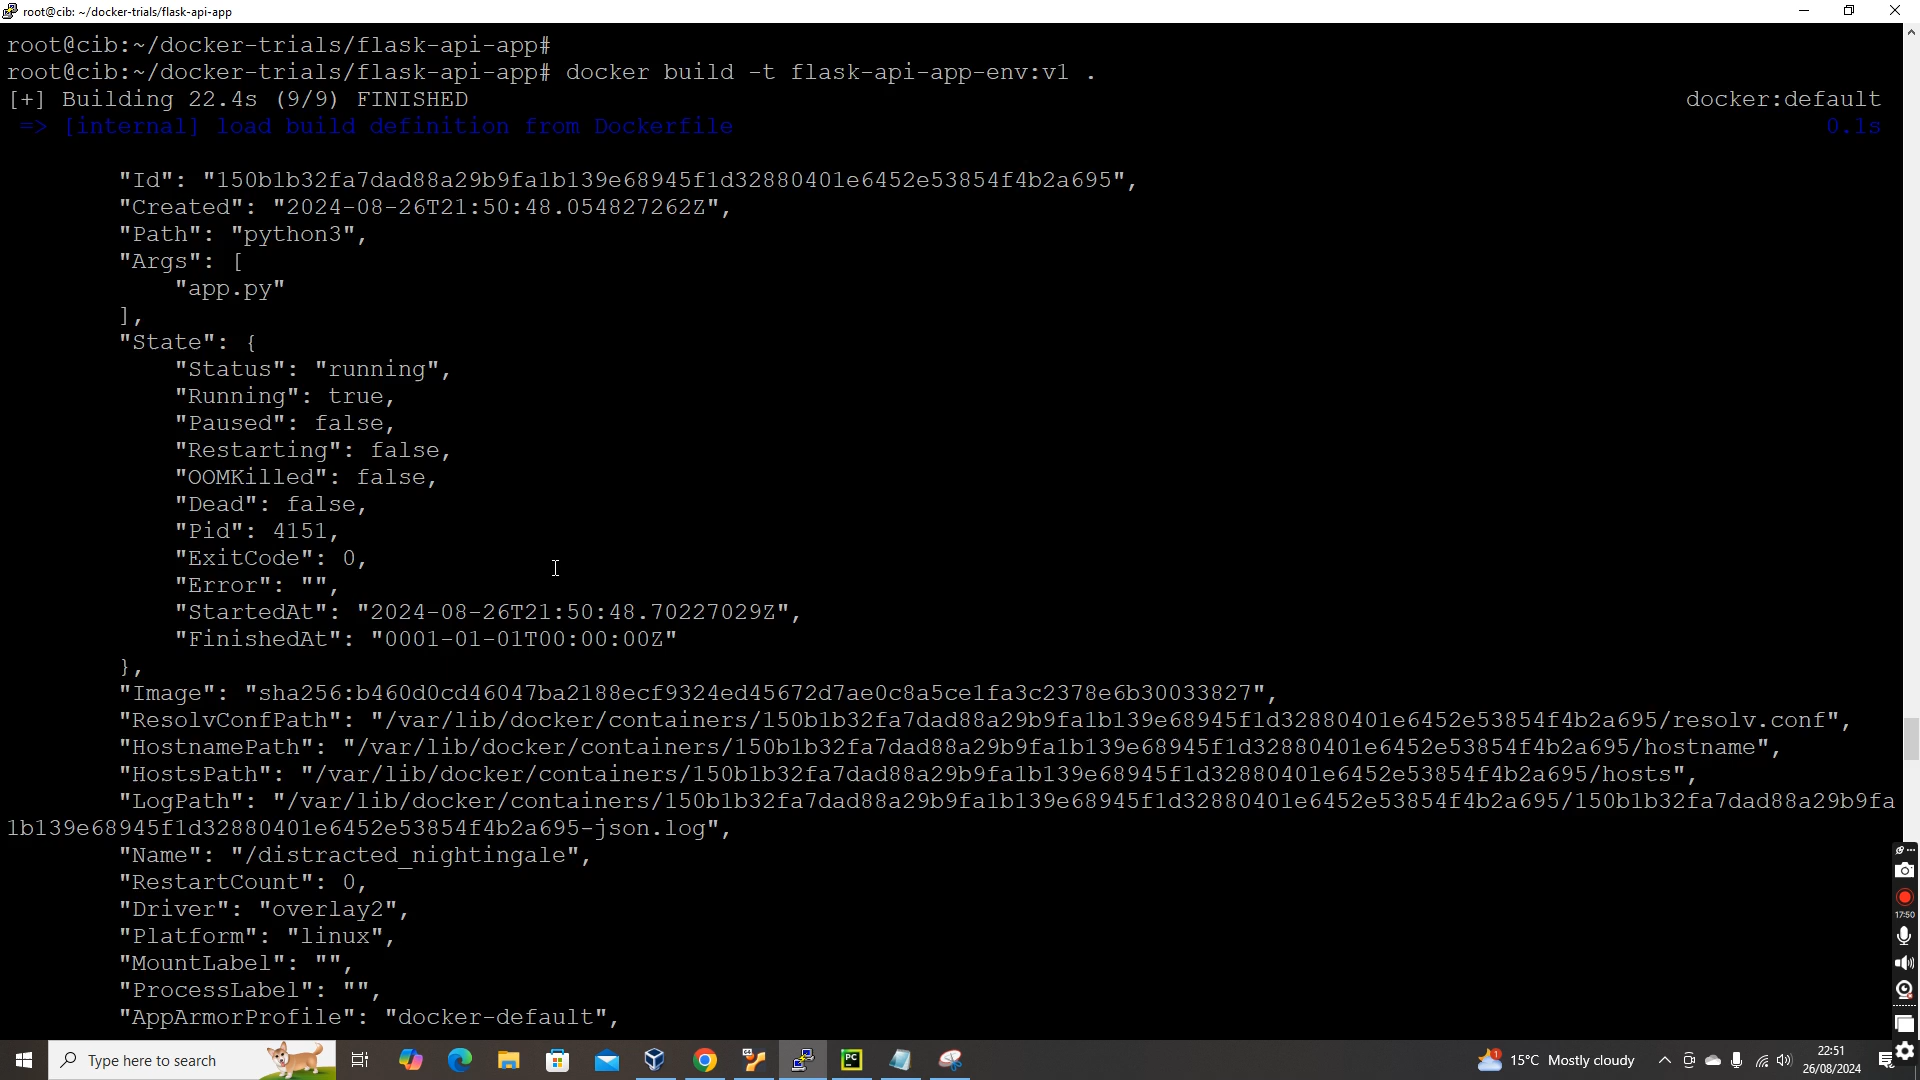 root@cib: ~/docker-trials/flask-api-app
root@cib:~/docker-trials/flask-api-app#
root@cib:~/docker-trials/flask-api-app# docker build -t flask-api-app-env:v1 .
[+] Building 22.4s (9/9) FINISHED docker:default
=> [internal] load build definition from Dockerfile 0.1s
"Id": "150b1b32fa7dad88a29b9fa1b139e68945f1d32880401e6452e53854f4b2a695",
"Created": "2024-08-26T21:50:48.054827262Z",
"Path": "python3",
"Args": [
"app.py"
],
"State": {
"Status": "running",
"Running": true,
"Paused": false,
"Restarting": false,
"OOMKilled": false,
"Dead": false,
"Pid": 4151,
"ExitCode": 0,
"Error": "",
"StartedAt": "2024-08-26T21:50:48.70227029Z",
"FinishedAt": "0001-01-01T00:00:00Z"
},
"Image": "sha256:b460d0cd46047ba2188ecf9324ed45672d7ae0c8a5ce1fa3c2378e6b30033827",
"ResolvConfPath": "/var/lib/docker/containers/150b1b32fa7dad88a29b9fa1b139e68945f1d32880401e6452e53854f4b2a695/resolv.conf",
"HostnamePath": "/var/lib/docker/containers/150b1b32fa7dad88a29b9fa1b139e68945f1d32880401e6452e53854f4b2a695/hostname",
"HostsPath": "/var/lib/docker/containers/150b1b32fa7dad88a29b9fa1b139e68945f1d32880401e6452e53854f4b2a695/hosts",
"LogPath": "/var/lib/docker/containers/150b1b32fa7dad88a29b9fa1b139e68945f1d32880401e6452e53854f4b2a695/150b1b32fa7dad88a29b9fa
1b139e68945f1d32880401e6452e53854f4b2a695-json.log",
"Name": "/distracted_nightingale",
"RestartCount": 0,
"Driver": "overlay2",
"Platform": "linux",
"MountLabel": "",
"ProcessLabel": "",
"AppArmorProfile": "docker-default",
17:50
Type here to search
PC
1
15°C Mostly cloudy
22:51
26/08/2024